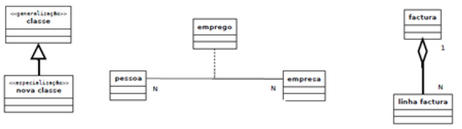 <<generalização>>
classe
<<especialização>>
nova classe
emprego
pessoa
empresa
N
N
factura
1
N
linha factura